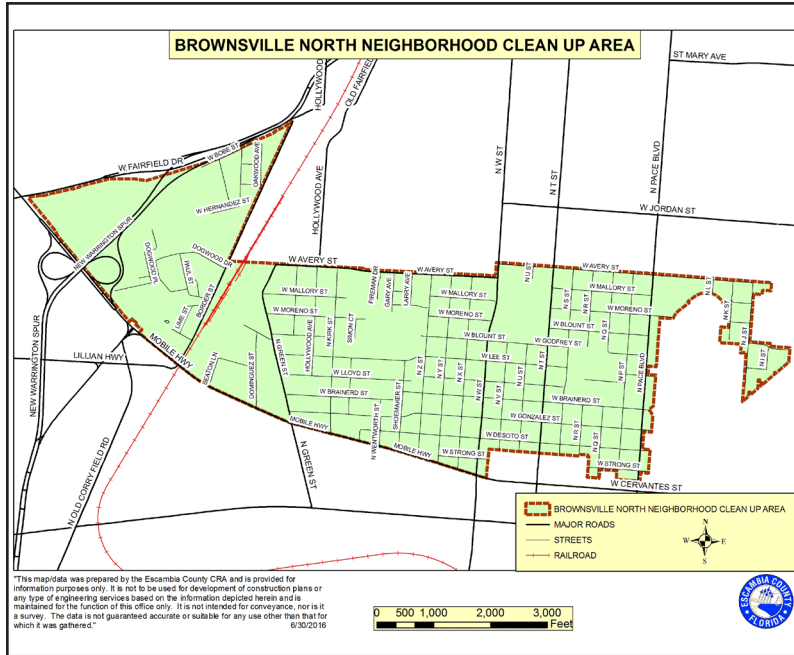 BROWNSVILLE NORTH NEIGHBORHOOD CLEAN UP AREA
ST MARY AVE
HOLLYWOOD
OLD FAIRFI
W FAIRFIELD DR
W BOBE ST
OAKWOOD AVE
HOLLYWOOD AVE
N W ST
N T ST
N PACE BLVD
W HERNANDEZ ST
W JORDAN ST
NEW WARRINGTON SPUR
DOGWOOD DR
DOGWOOD PL
PAUL ST
W AVERY ST
W AVERY ST
N U ST
W AVERY ST
LIME ST
BORDER ST
W MALLORY ST
FIREMAN DR
GARY AVE
LARRY AVE
W MALLORY ST
W MALLORY ST
N L ST
W MORENO ST
W MORENO ST
N S ST
N R ST
W MORENO ST
N K ST
HOLLYWOOD AVE
N KIRK ST
SIMON CT
W BLOUNT ST
W BLOUNT ST
N Q ST
N J ST
W GODFREY ST
N I ST
NEW WARRINGTON SPUR
LILLIAN HWY
MOBILE HWY
SEATON LN
DOMINGUEZ ST
N GREEN ST
W LLOYD ST
N Z ST
N Y ST
N X ST
W LEE ST
N U ST
N T ST
N P ST
N PACE BLVD
W BRAINERD ST
SHOEMAKER ST
N W ST
N V ST
W BRAINERD ST
MOBILE HWY
N WENTWORTH ST
W GONZALEZ ST
N OLD CORRY FIELD RD
N GREEN ST
MOBILE HWY
W DESOTO ST
N R ST
N Q ST
W STRONG ST
W STRONG ST
W CERVANTES ST
BROWNSVILLE NORTH NEIGHBORHOOD CLEAN UP AREA
MAJOR ROADS
STREETS
RAILROAD
N
W E
S
"This map/data was prepared by the Escambia County CRA and is provided for
information purposes only. It is not to be used for development of construction plans or
any type of engineering services based on the information depicted herein and is
maintained for the function of this office only. It is not intended for conveyance, nor is it
a survey. The data is not guaranteed accurate or suitable for any use other than that for
which it was gathered." 6/30/2016
0 500 1,000 2,000 3,000
Feet
ESCAMBIA COUNTY
FLORIDA